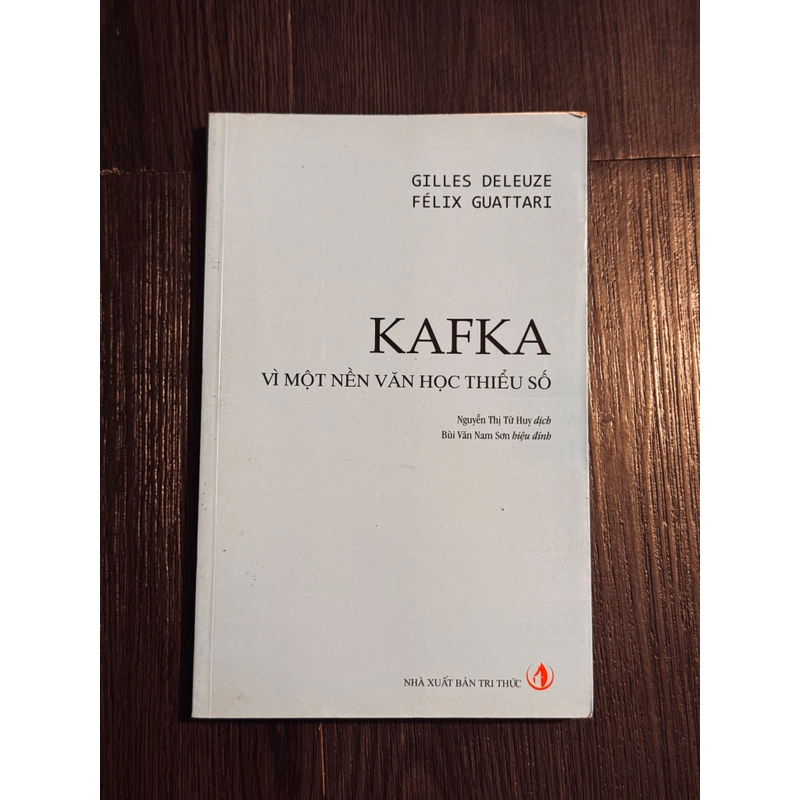 GILLES DELEUZE
FÉLIX GUATTARI
KAFKA
VÌ MỘT NỀN VĂN HỌC THIỂU SỐ
Nguyễn Thị Từ Huy dịch
Bùi Văn Nam Sơn hiệu đính
NHÀ XUẤT BẢN TRI THỨC